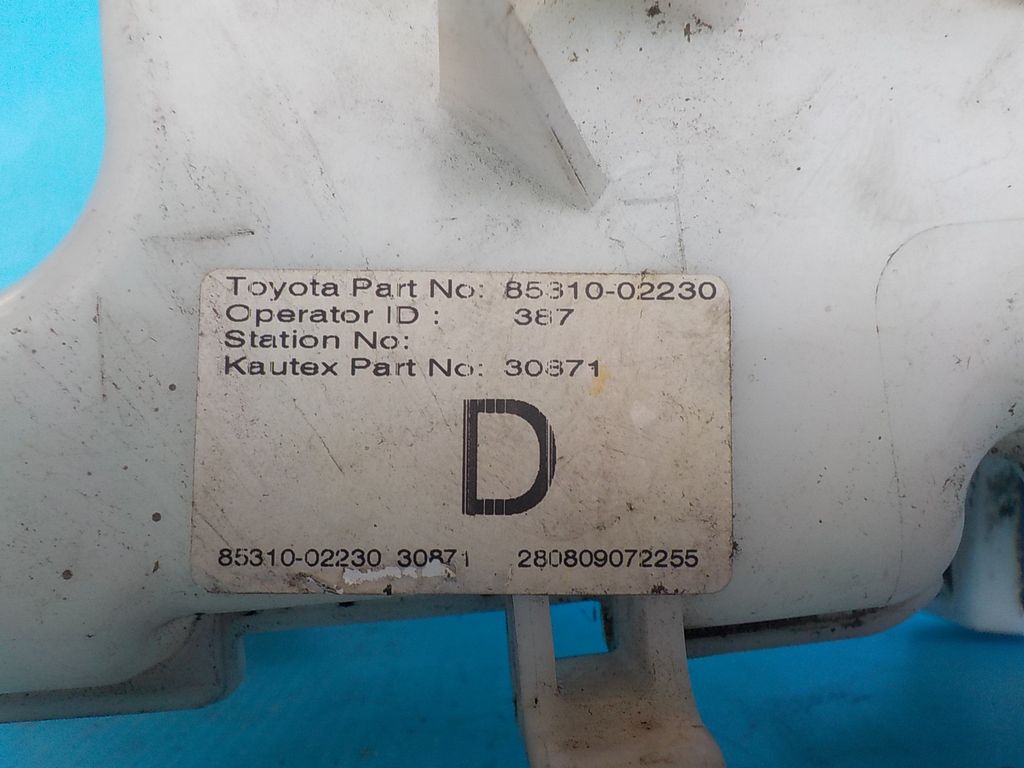 Toyota Part No: 85310-02230
Operator ID : 387
Station No:
Kautex Part No: 30871
D
85310-02230 30871 280809072255